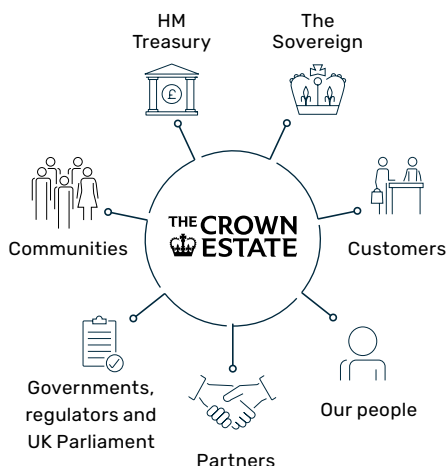 HM
Treasury
The
Sovereign
£
Communities
THE CROWN
ESTATE
Customers
Governments,
regulators and
UK Parliament
Our people
Partners